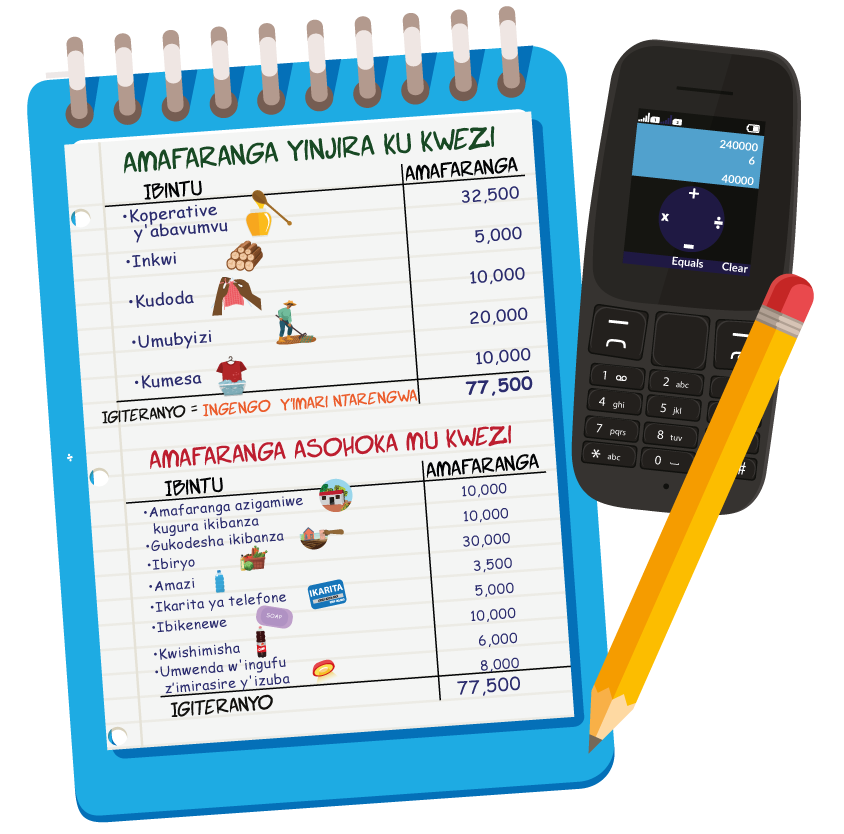 AMAFARANGA YINJIRA KU KWEZI
IBINTU AMAFARANGA
•Koperative
y'abavumvu 32,500
•Inkwi 5,000
•Kudoda 10,000
•Umubyizi 20,000
•Kumesa 10,000
IGITERANYO = INGENGO Y'IMARI NTARENGWA 77,500
AMAFARANGA ASOHOKA MU KWEZI
IBINTU AMAFARANGA
•Amafaranga azigamiwe
kugura ikibanza 10,000
•Gukodesha ikibanza 10,000
•Ibiryo 30,000
•Amazi 3,500
•Ikarita ya telefone 5,000
IKARITA
•Ibikenewe 10,000
SOAP
•Kwishimisha 6,000
•Umwenda w'ingufu
z'imirasire y'izuba 8,000
IGITERANYO 77,500
240000
6
40000
+
x ÷
–
Equals Clear
1 2 abc
4 ghi 5 jkl
7 pqrs 8 tuv
* abc 0 #